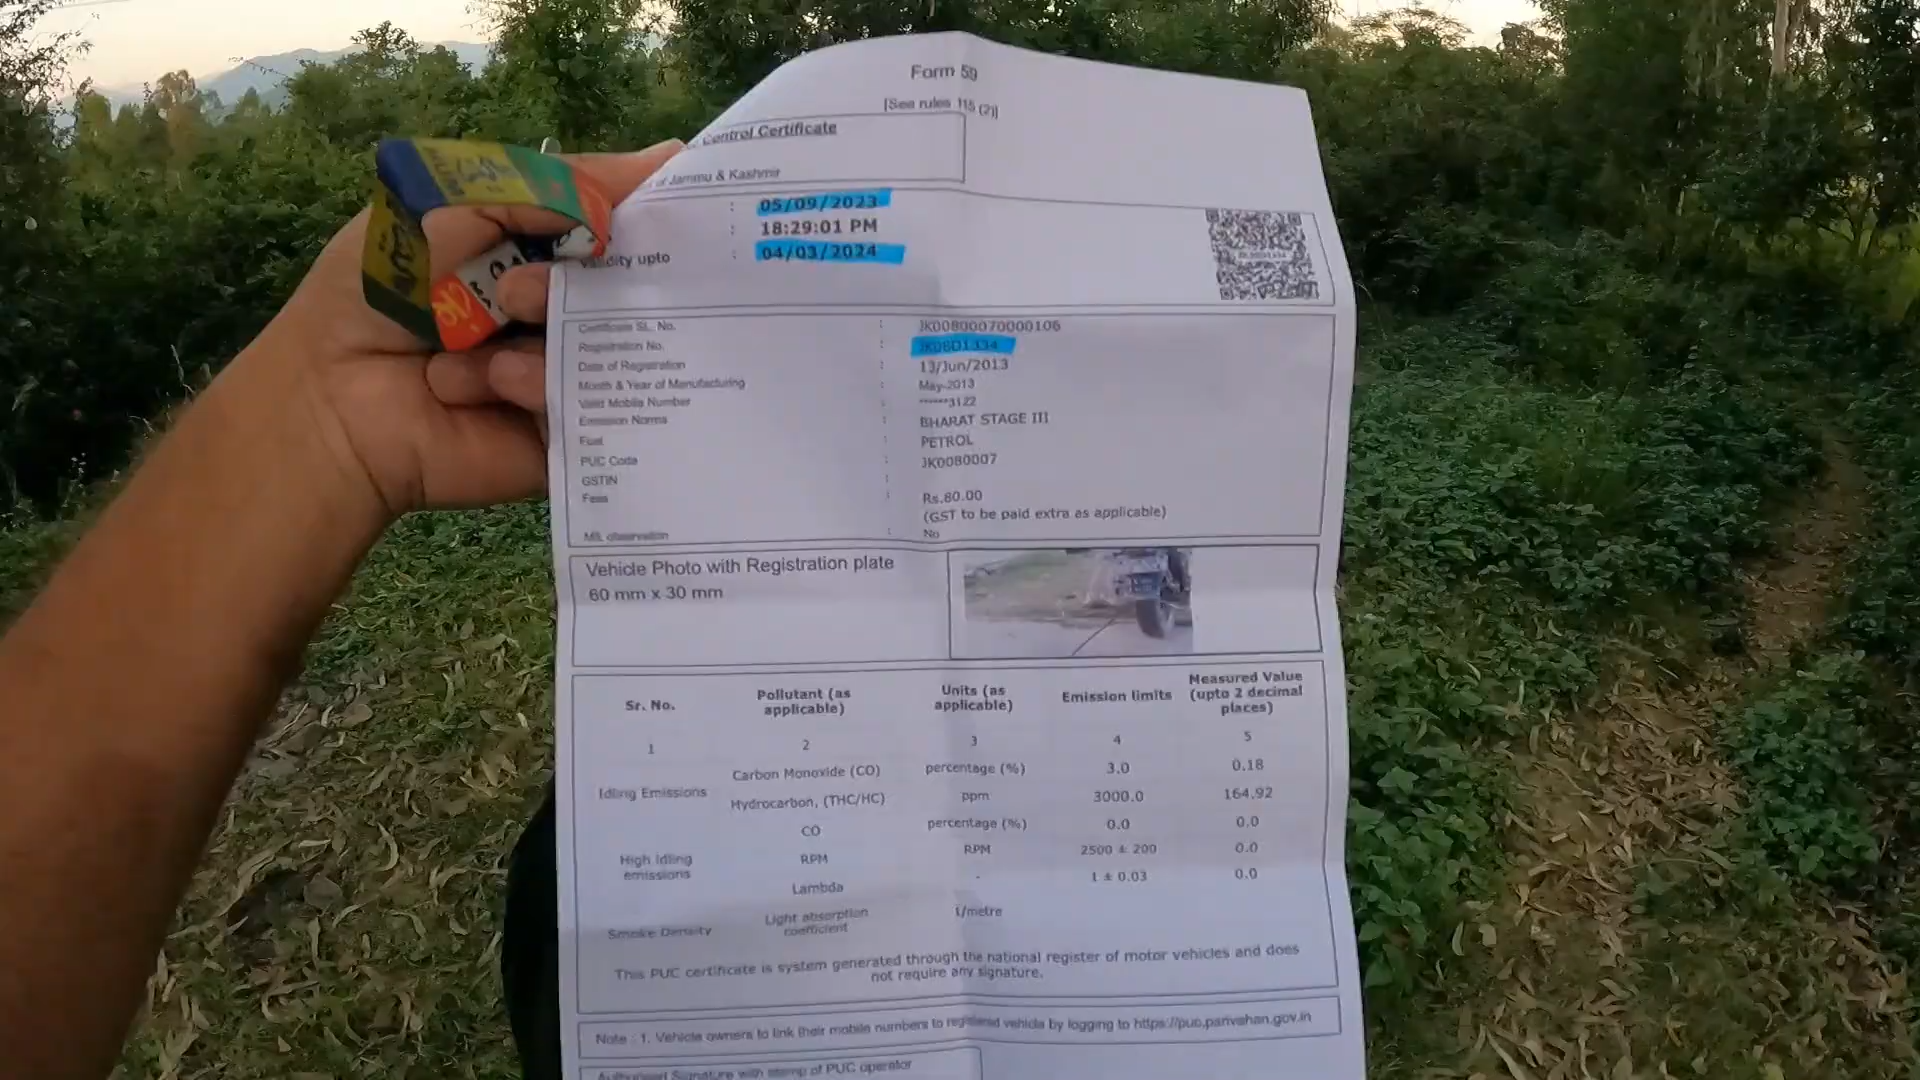 Form 59
[See rules 115 (2)]
Control Certificate
of Jammu & Kashmir
: 05/09/2023
: 18:29:01 PM
Validity upto : 04/03/2024
Certificate SL. No. : JK00800070000106
Registration No. : JK08D1334
Date of Registration : 13/Jun/2013
Month & Year of Manufacturing : May-2013
Valid Mobile Number : ******3122
Emission Norms : BHARAT STAGE III
Fuel : PETROL
PUC Code : JK0080007
GSTIN :
Fees : Rs.80.00
(GST to be paid extra as applicable)
MIL observation : No
Vehicle Photo with Registration plate
60 mm x 30 mm
Sr. No. Pollutant (as applicable) Units (as applicable) Emission limits Measured Value (upto 2 decimal places)
1 2 3 4 5
Idling Emissions Carbon Monoxide (CO) percentage (%) 3.0 0.18
Hydrocarbon, (THC/HC) ppm 3000.0 164.92
High idling emissions CO percentage (%) 0.0 0.0
RPM RPM 2500 ± 200 0.0
Lambda - 1 ± 0.03 0.0
Smoke Density Light absorption coefficient 1/metre
This PUC certificate is system generated through the national register of motor vehicles and does
not require any signature.
Note : 1. Vehicle owners to link their mobile numbers to registered vehicle by logging to https://puc.parivahan.gov.in
Authorised Signature with stamp of PUC operator